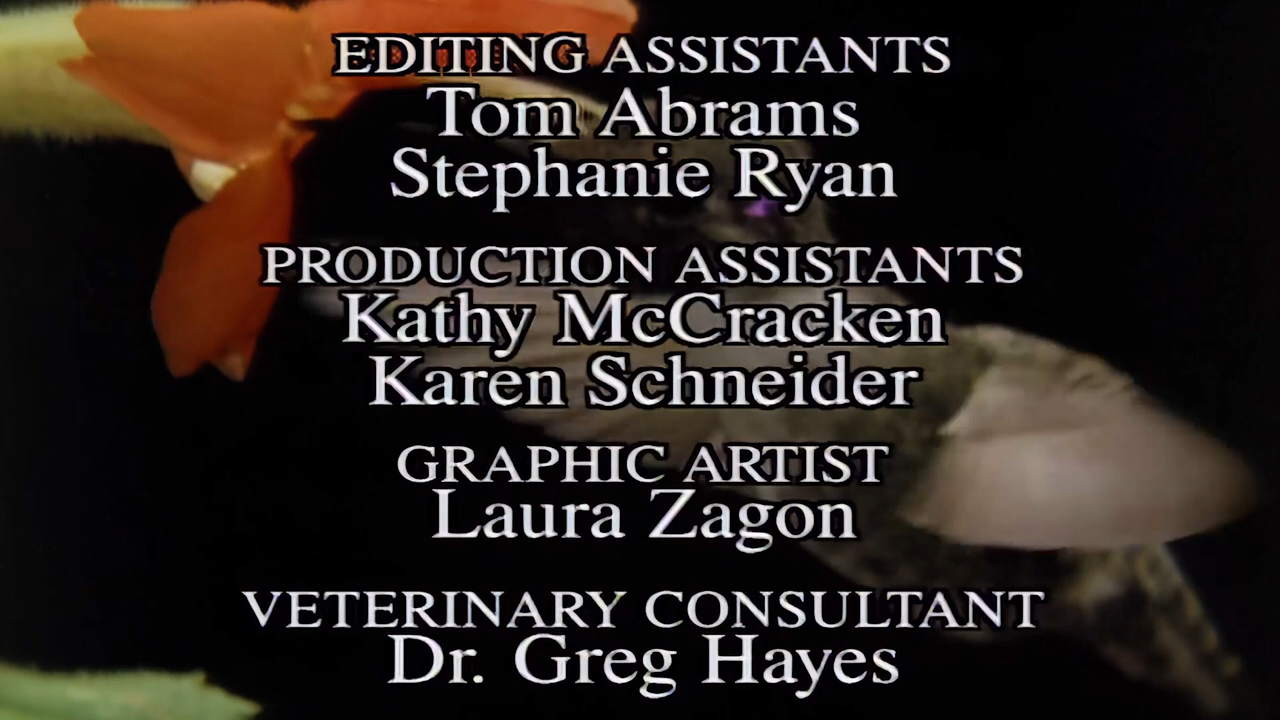 EDITING ASSISTANTS
Tom Abrams
Stephanie Ryan
PRODUCTION ASSISTANTS
Kathy McCracken
Karen Schneider
GRAPHIC ARTIST
Laura Zagon
VETERINARY CONSULTANT
Dr. Greg Hayes